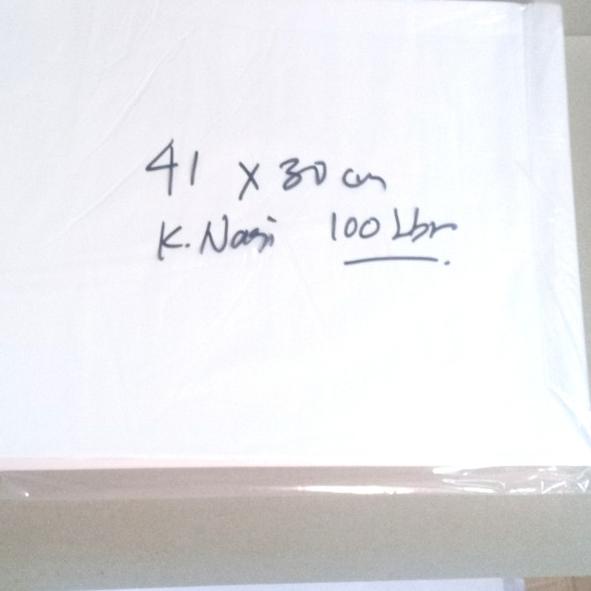 41 x 30 cm
K. Nasi 100 Lbr.